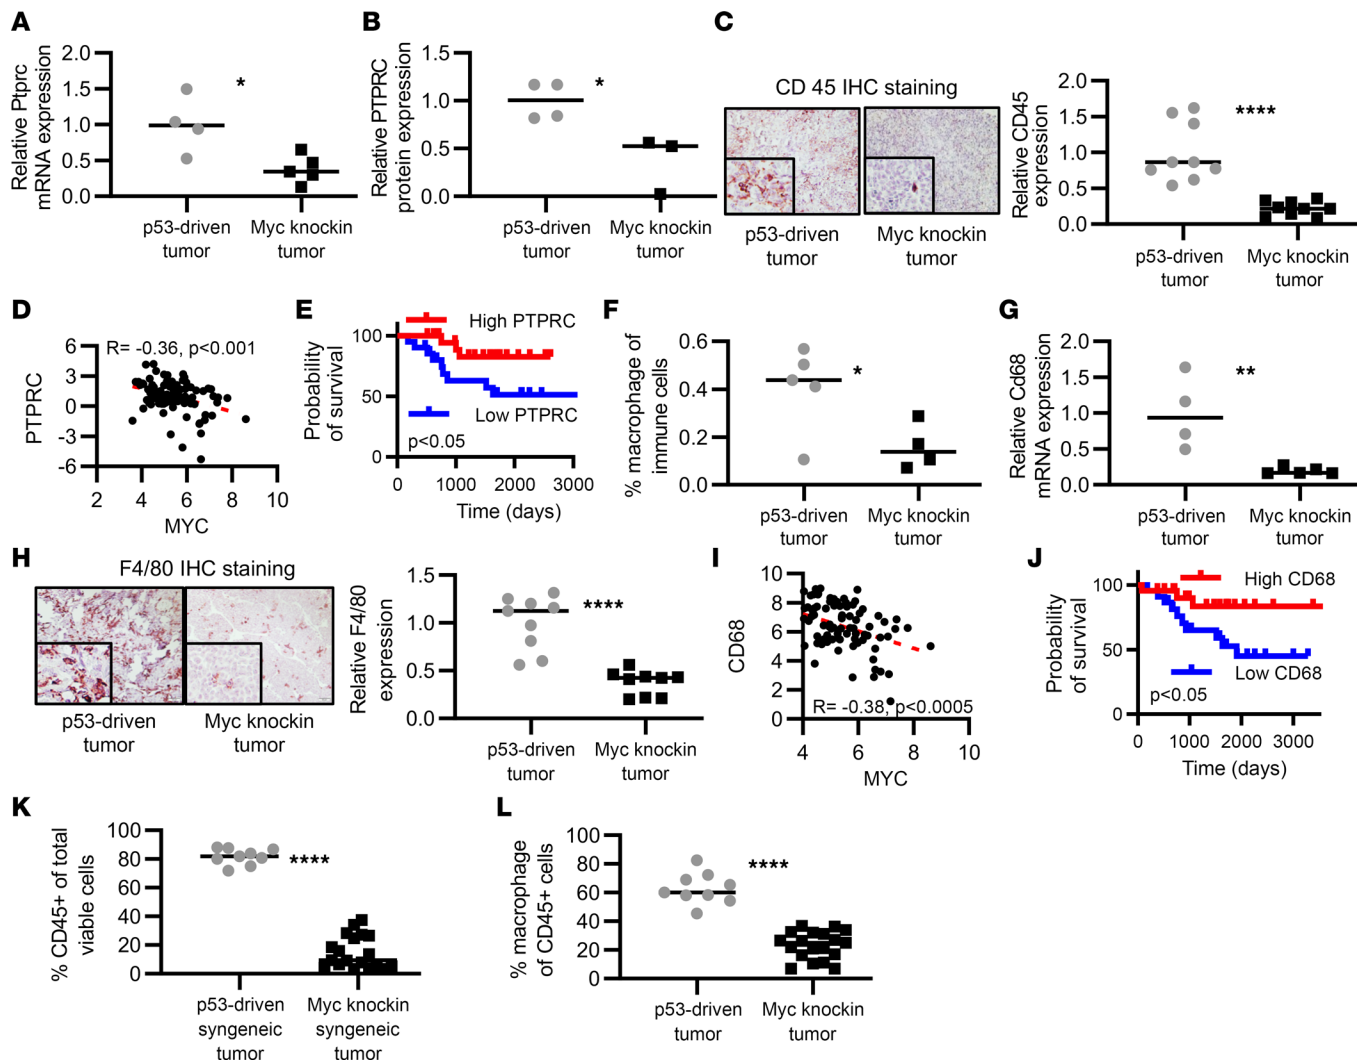 A
Relative Ptprc
mRNA expression
2.0
1.5
1.0
0.5
0.0
*
p53-driven
tumor
Myc knockin
tumor
B
Relative PTPRC
protein expression
1.5
1.0
0.5
0.0
*
p53-driven
tumor
Myc knockin
tumor
C
CD 45 IHC staining
p53-driven
tumor
Myc knockin
tumor
Relative CD45
expression
2.0
1.5
1.0
0.5
0.0
****
p53-driven
tumor
Myc knockin
tumor
D
R= -0.36, p<0.001
PTPRC
6
3
0
-3
-6
2 4 6 8 10
MYC
E
Probability
of survival
100
50
0
High PTPRC
Low PTPRC
p<0.05
0 1000 2000 3000
Time (days)
F
% macrophage of
immune cells
0.6
0.4
0.2
0.0
*
p53-driven
tumor
Myc knockin
tumor
G
Relative Cd68
mRNA expression
2.0
1.5
1.0
0.5
0.0
**
p53-driven
tumor
Myc knockin
tumor
H
F4/80 IHC staining
p53-driven
tumor
Myc knockin
tumor
Relative F4/80
expression
1.5
1.0
0.5
0.0
****
p53-driven
tumor
Myc knockin
tumor
I
CD68
10
8
6
4
2
0
R= -0.38, p<0.0005
4 6 8 10
MYC
J
Probability
of survival
100
50
0
High CD68
Low CD68
p<0.05
0 1000 2000 3000
Time (days)
K
% CD45+ of total
viable cells
100
80
60
40
20
0
****
p53-driven
syngeneic
tumor
Myc knockin
syngeneic
tumor
L
% macrophage
of CD45+ cells
100
80
60
40
20
0
****
p53-driven
tumor
Myc knockin
tumor